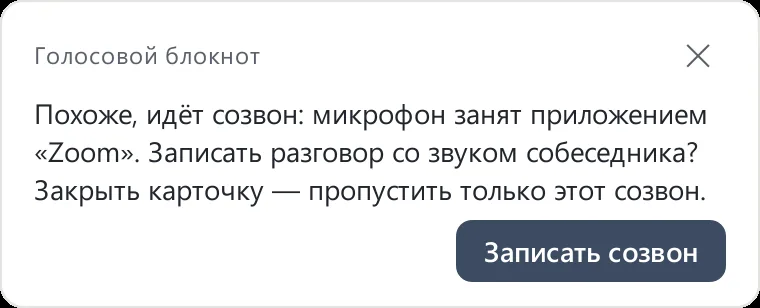 Голосовой блокнот
Похоже, идёт созвон: микрофон занят приложением
«Zoom». Записать разговор со звуком собеседника?
Закрыть карточку — пропустить только этот созвон.
Записать созвон